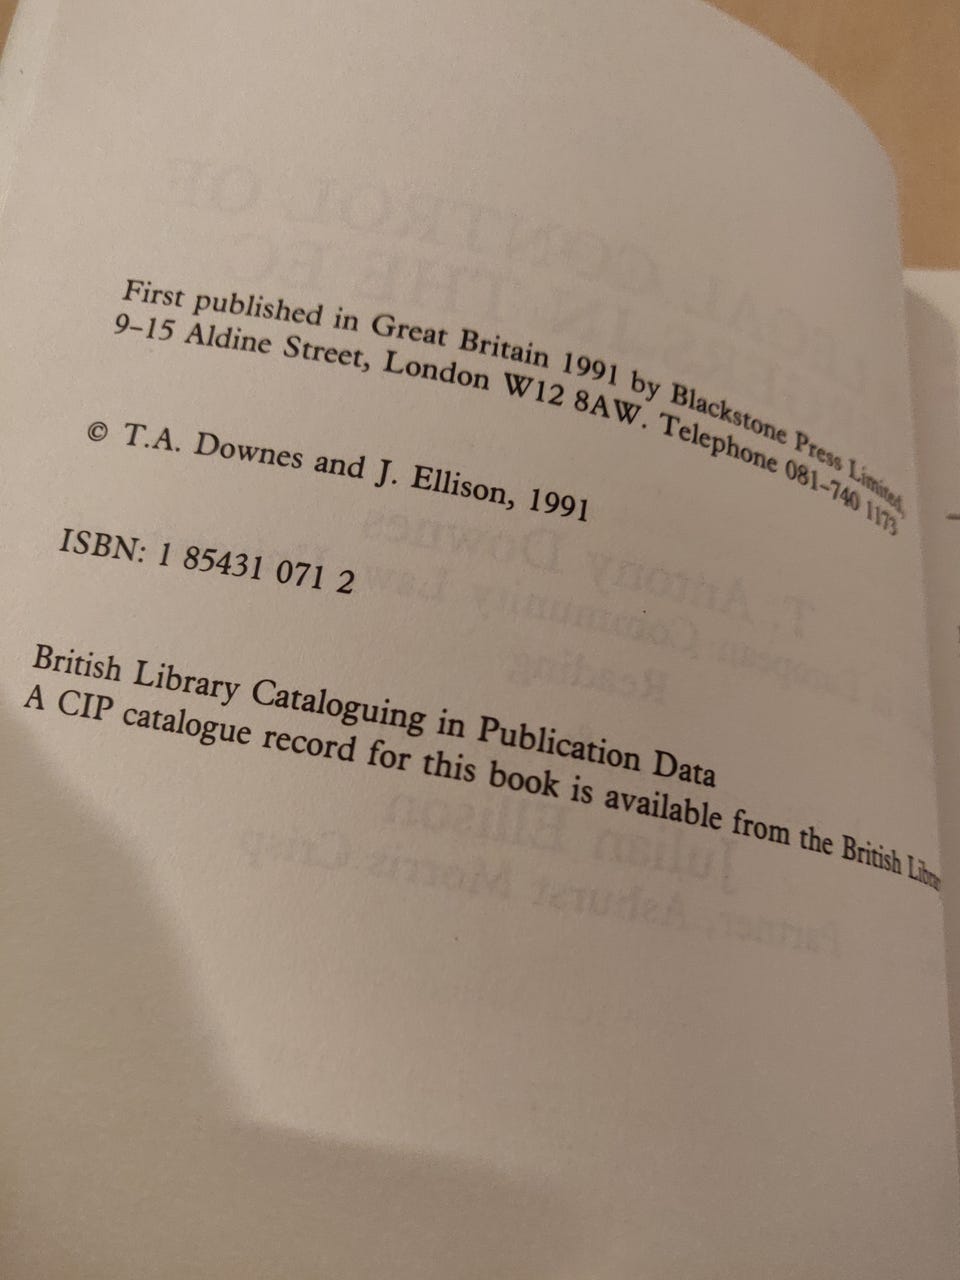 First published in Great Britain 1991 by Blackstone Press Limited,
9–15 Aldine Street, London W12 8AW. Telephone 081–740 1173
© T.A. Downes and J. Ellison, 1991
ISBN: 1 85431 071 2
British Library Cataloguing in Publication Data
A CIP catalogue record for this book is available from the British